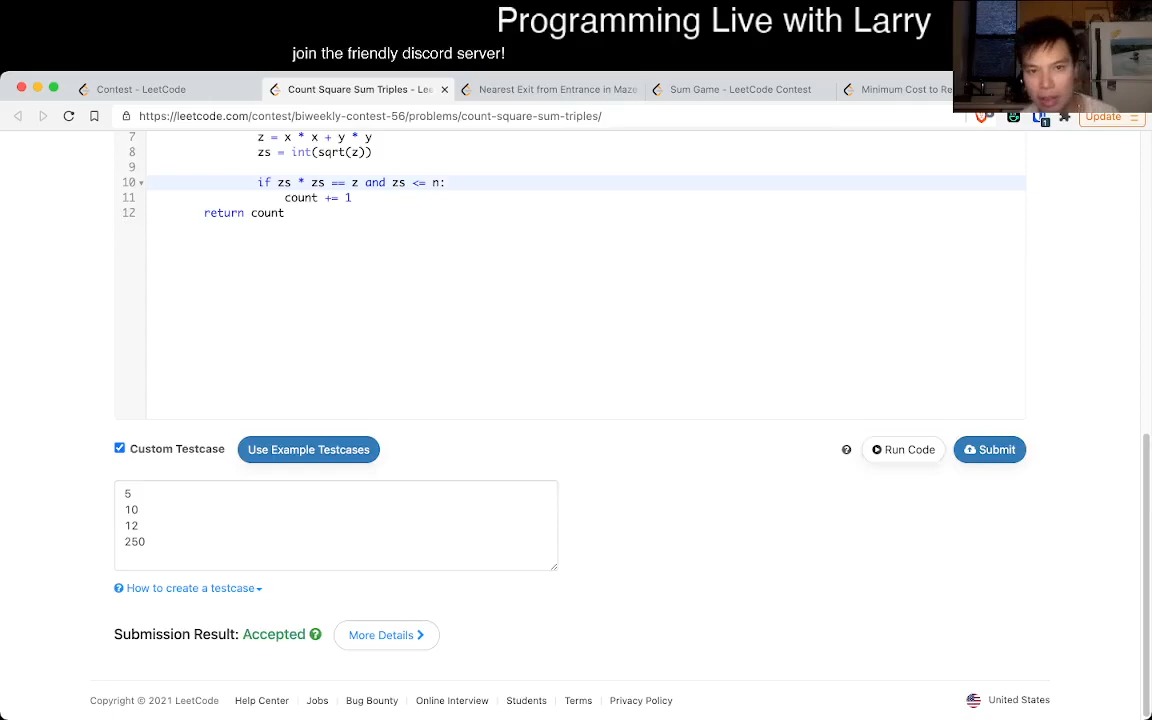 Programming Live with Larry
join the friendly discord server!
Contest - LeetCode
Count Square Sum Triples - Lee
Nearest Exit from Entrance in Maze
Sum Game - LeetCode Contest
Minimum Cost to Re
https://leetcode.com/contest/biweekly-contest-56/problems/count-square-sum-triples/
Update
7 z = x * x + y * y
8 zs = int(sqrt(z))
9
10 if zs * zs == z and zs <= n:
11 count += 1
12 return count
Custom Testcase
Use Example Testcases
Run Code
Submit
5
10
12
250
How to create a testcase
Submission Result: Accepted
More Details
Copyright © 2021 LeetCode
Help Center
Jobs
Bug Bounty
Online Interview
Students
Terms
Privacy Policy
United States